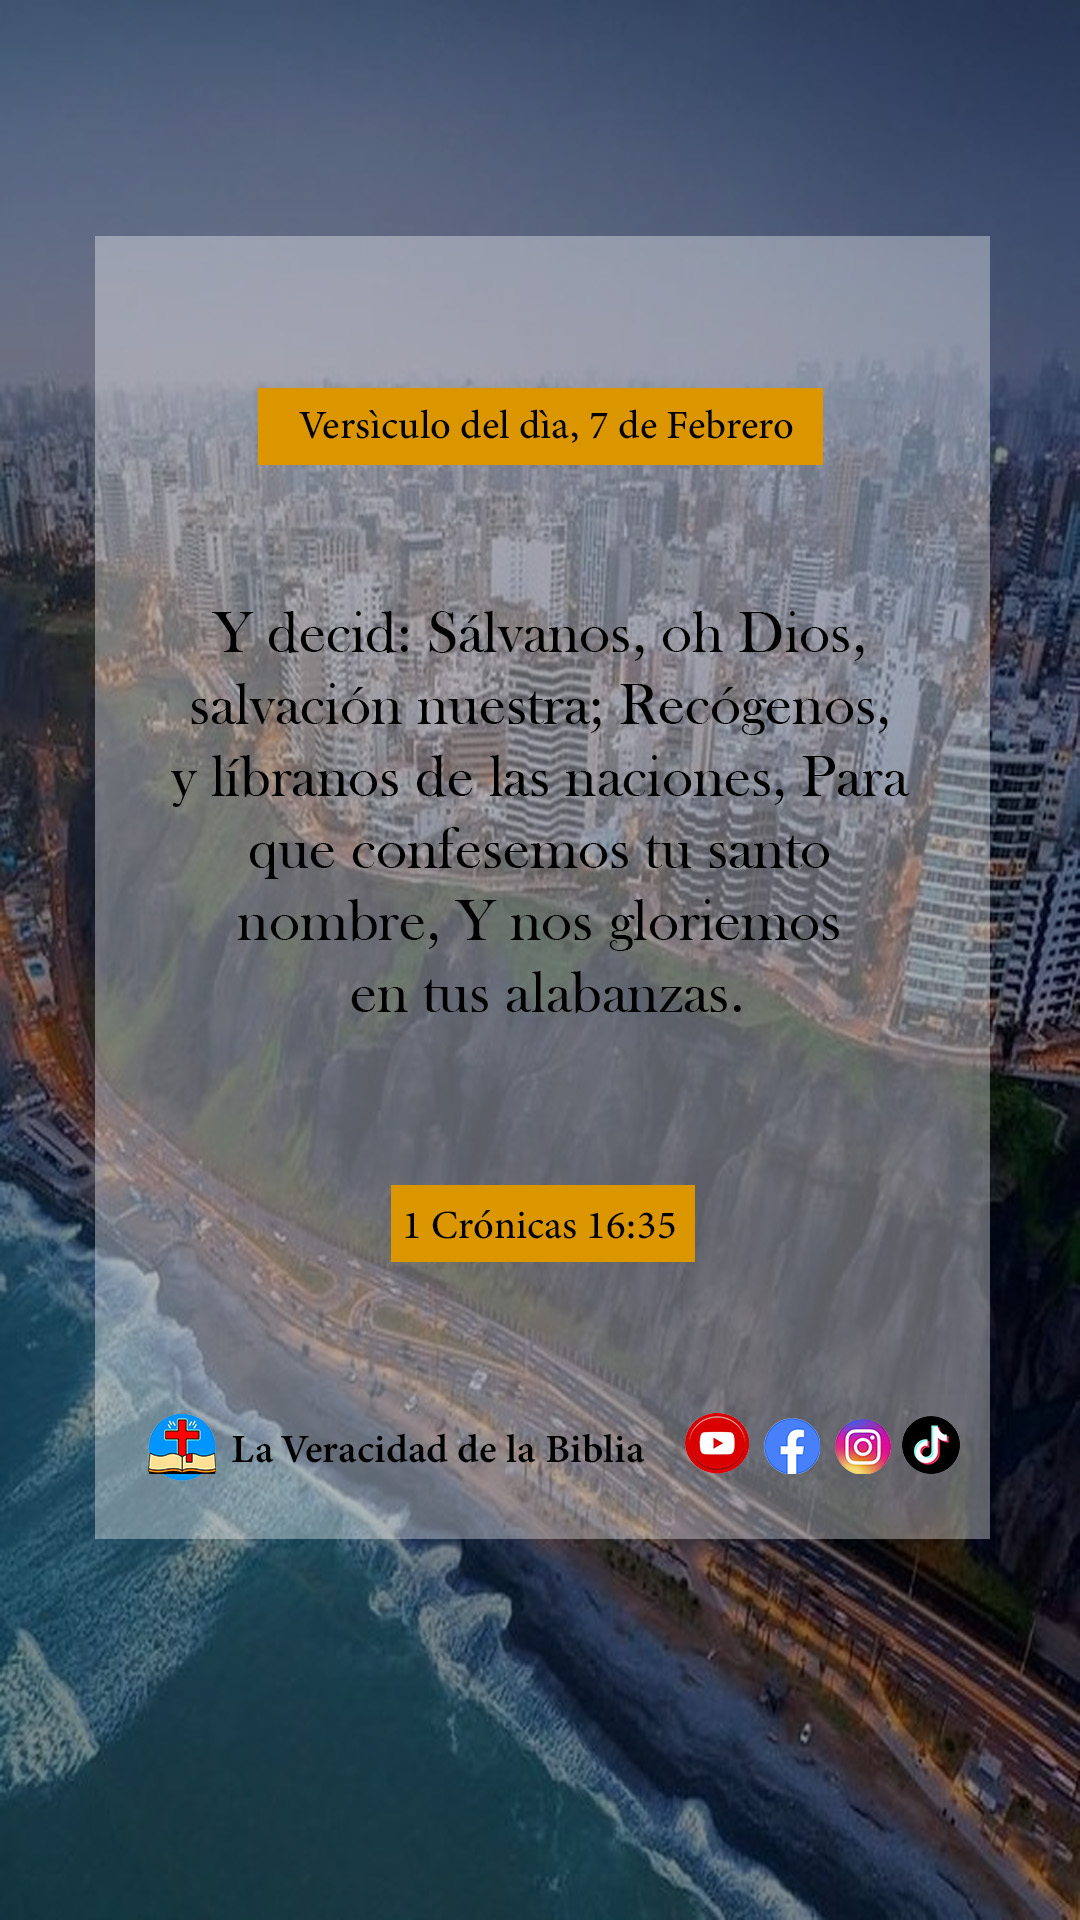 Versìculo del dìa, 7 de Febrero
Y decid: Sálvanos, oh Dios,
salvación nuestra; Recógenos,
y líbranos de las naciones, Para
que confesemos tu santo
nombre, Y nos gloriemos
en tus alabanzas.
1 Crónicas 16:35
La Veracidad de la Biblia